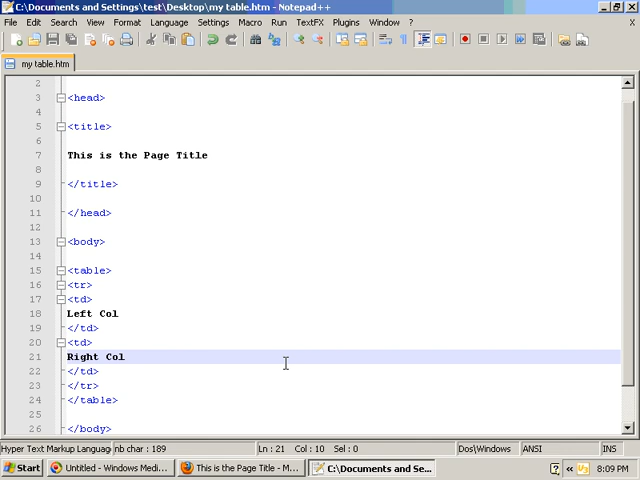 C:\Documents and Settings\test\Desktop\my table.htm - Notepad++
File Edit Search View Format Language Settings Macro Run TextFX Plugins Window ? X
my table.htm
2
3 <head>
4
5 <title>
6
7 This is the Page Title
8
9 </title>
10
11 </head>
12
13 <body>
14
15 <table>
16 <tr>
17 <td>
18 Left Col
19 </td>
20 <td>
21 Right Col
22 </td>
23 </tr>
24 </table>
25
26 </body>
Hyper Text Markup Language nb char : 189 Ln : 21 Col : 10 Sel : 0 Dos\Windows ANSI INS
Start Untitled - Windows Medi... This is the Page Title - M... C:\Documents and Se... 8:09 PM